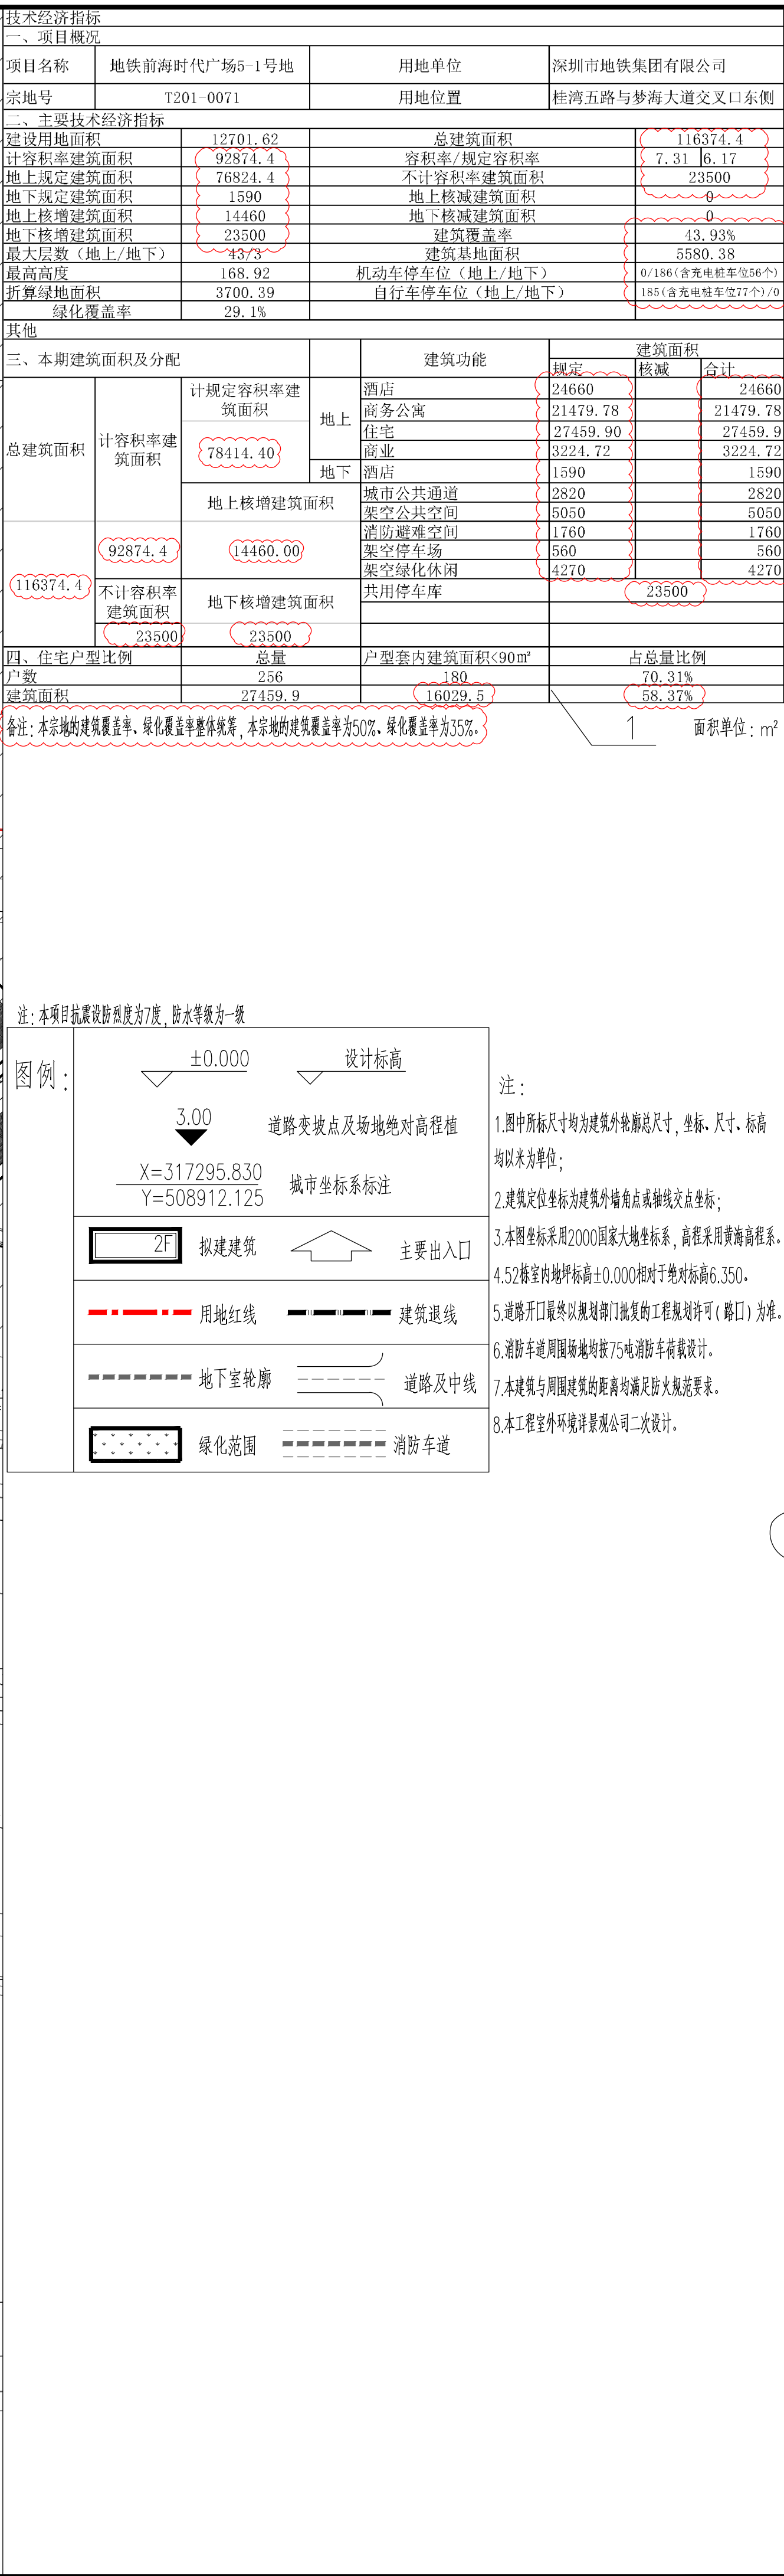 技术经济指标
一、项目概况
项目名称 地铁前海时代广场5-1号地 用地单位 深圳市地铁集团有限公司
宗地号 T201-0071 用地位置 桂湾五路与梦海大道交叉口东侧
二、主要技术经济指标
建设用地面积 12701.62 总建筑面积 116374.4
计容积率建筑面积 92874.4 容积率/规定容积率 7.31 6.17
地上规定建筑面积 76824.4 不计容积率建筑面积 23500
地下规定建筑面积 1590 地上核减建筑面积 0
地上核增建筑面积 14460 地下核减建筑面积 0
地下核增建筑面积 23500 建筑覆盖率 43.93%
最大层数（地上/地下） 43/3 建筑基地面积 5580.38
最高高度 168.92 机动车停车位（地上/地下） 0/186(含充电桩车位56个)
折算绿地面积 3700.39 自行车停车位（地上/地下） 185(含充电桩车位77个)/0
绿化覆盖率 29.1%
其他
三、本期建筑面积及分配 建筑功能 建筑面积
规定 核减 合计
总建筑面积 计容积率建筑面积 计规定容积率建筑面积 地上 酒店 24660 24660
商务公寓 21479.78 21479.78
住宅 27459.90 27459.9
78414.40 商业 3224.72 3224.72
地下 酒店 1590 1590
地上核增建筑面积 城市公共通道 2820 2820
架空公共空间 5050 5050
消防避难空间 1760 1760
92874.4 14460.00 架空停车场 560 560
架空绿化休闲 4270 4270
116374.4 不计容积率建筑面积 地下核增建筑面积 共用停车库 23500
23500 23500
四、住宅户型比例 总量 户型套内建筑面积<90㎡ 占总量比例
户数 256 180 70.31%
建筑面积 27459.9 16029.5 58.37%
备注：本宗地的建筑覆盖率、绿化覆盖率整体统筹，本宗地的建筑覆盖率为50%、绿化覆盖率为35%。 1 面积单位：m²
注：本项目抗震设防烈度为7度，防水等级为一级
图例：
±0.000 设计标高
3.00 道路变坡点及场地绝对高程值
X=317295.830
Y=508912.125 城市坐标系标注
2F 拟建建筑 主要出入口
用地红线 建筑退线
地下室轮廓 道路及中线
绿化范围 消防车道
注：
1.图中所标尺寸均为建筑外轮廓总尺寸，坐标、尺寸、标高
均以米为单位；
2.建筑定位坐标为建筑外墙角点或轴线交点坐标；
3.本图坐标采用2000国家大地坐标系，高程采用黄海高程系。
4.52栋室内地坪标高±0.000相对于绝对标高6.350。
5.道路开口最终以规划部门批复的工程规划许可（路口）为准。
6.消防车道周围场地均按75吨消防车荷载设计。
7.本建筑与周围建筑的距离均满足防火规范要求。
8.本工程室外环境详景观公司二次设计。